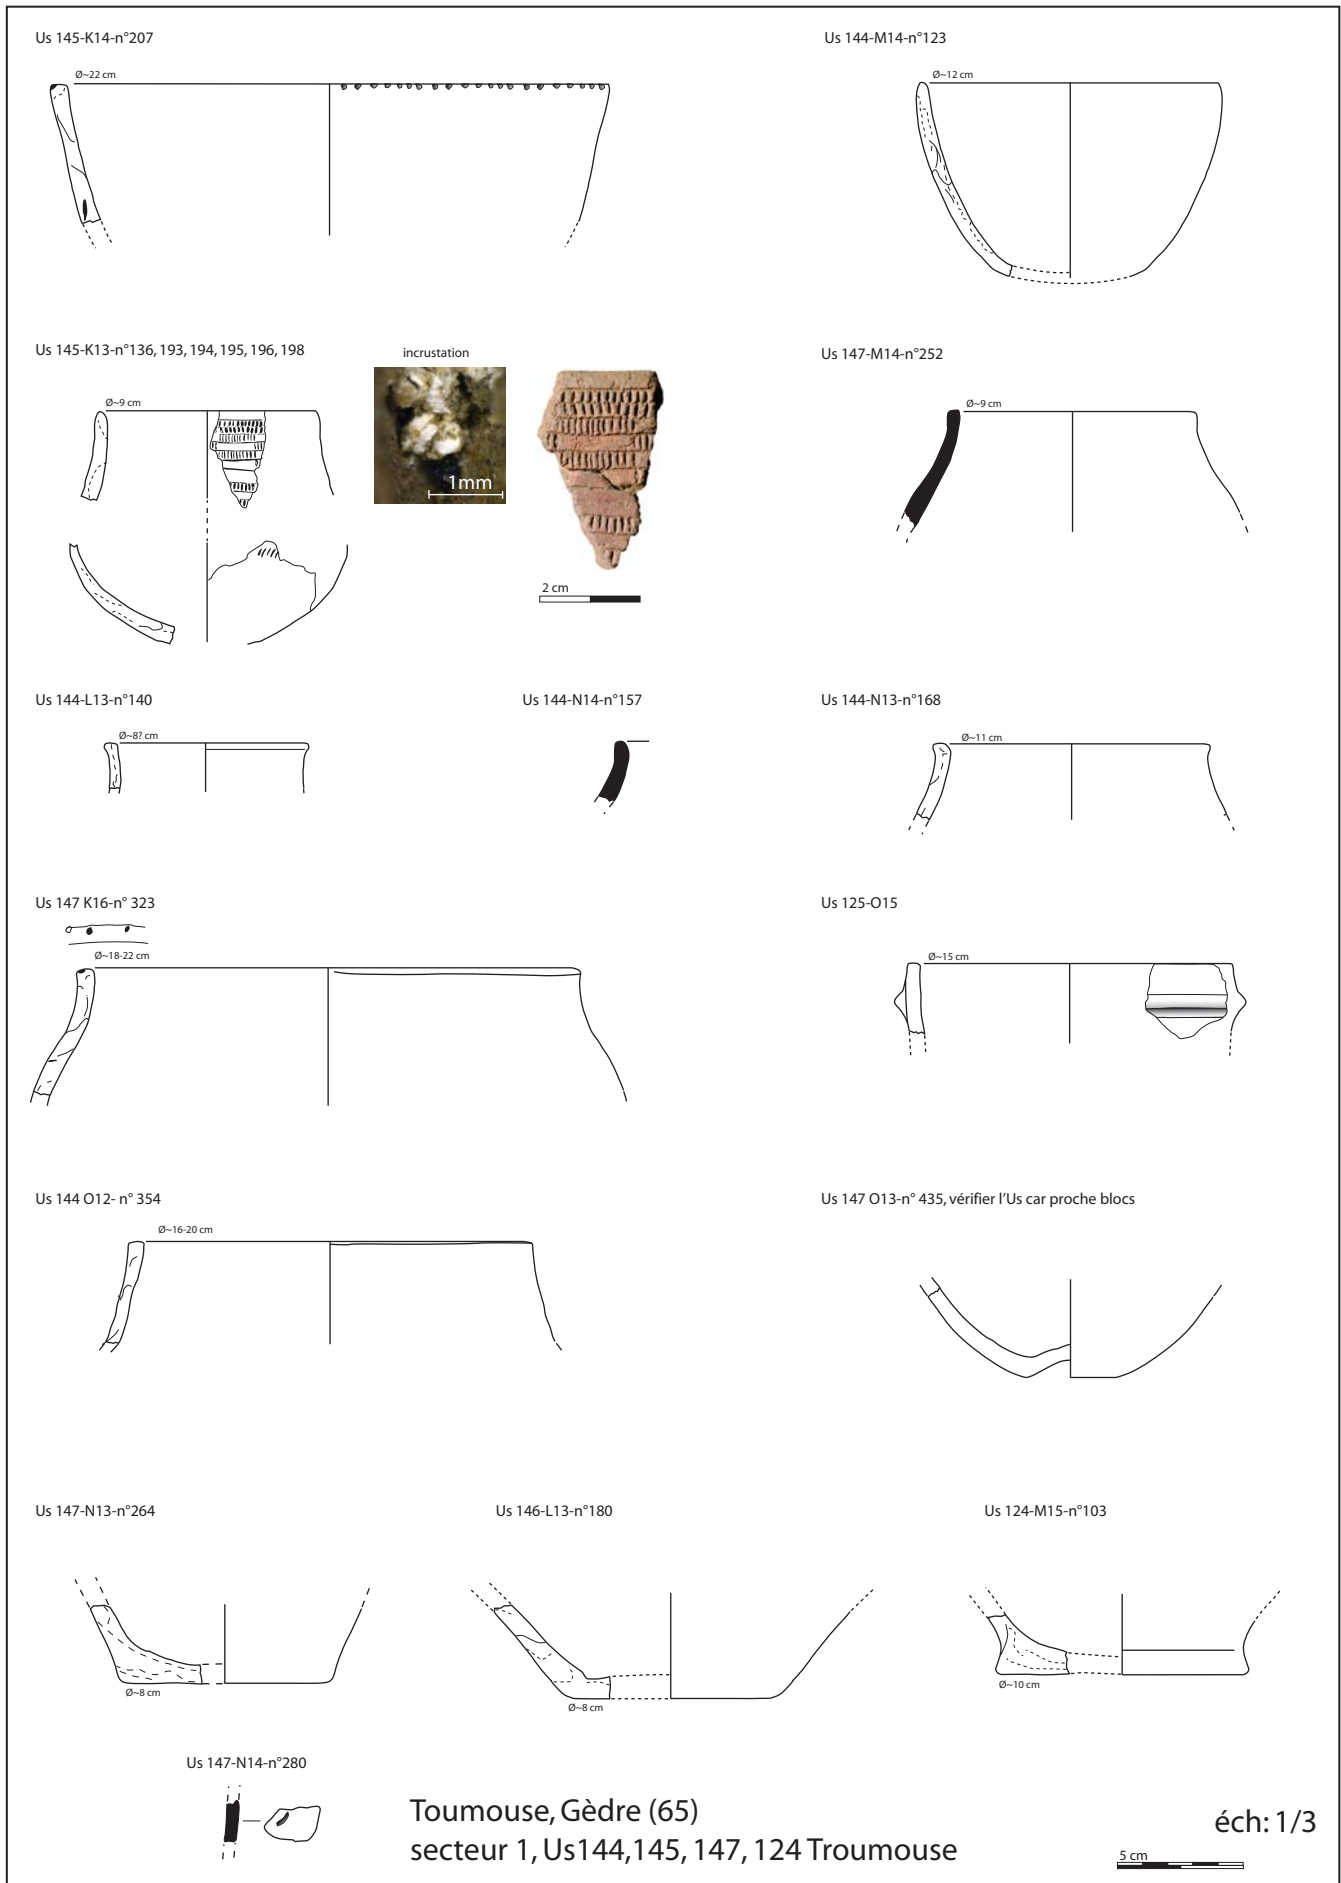 Us 145-K14-n°207
Us 144-M14-n°123
Ø~22 cm
Ø~12 cm
Us 145-K13-n°136, 193, 194, 195, 196, 198
incrustation
Us 147-M14-n°252
Ø~9 cm
1mm
Ø~9 cm
2 cm
Us 144-L13-n°140
Us 144-N14-n°157
Us 144-N13-n°168
Ø~8? cm
Ø~11 cm
Us 147 K16-n° 323
Us 125-O15
Ø~18-22 cm
Ø~15 cm
Us 144 O12- n° 354
Us 147 O13-n° 435, vérifier l'Us car proche blocs
Ø~16-20 cm
Us 147-N13-n°264
Us 146-L13-n°180
Us 124-M15-n°103
Ø~8 cm
Ø~8 cm
Ø~10 cm
Us 147-N14-n°280
Toumouse, Gèdre (65)
secteur 1, Us144,145, 147, 124 Troumouse
éch: 1/3
5 cm